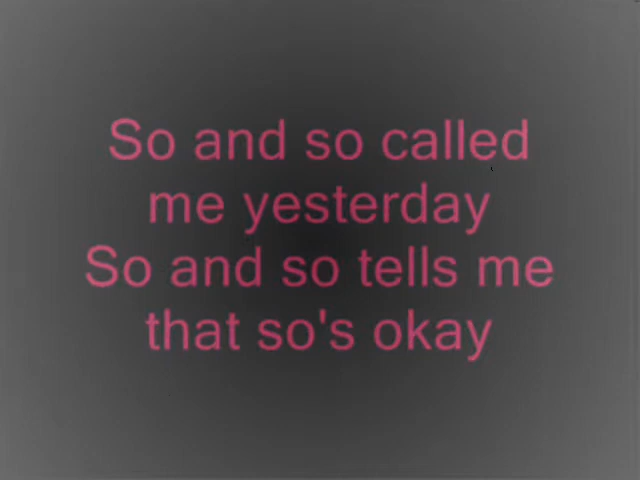 So and so called
me yesterday
So and so tells me
that so's okay